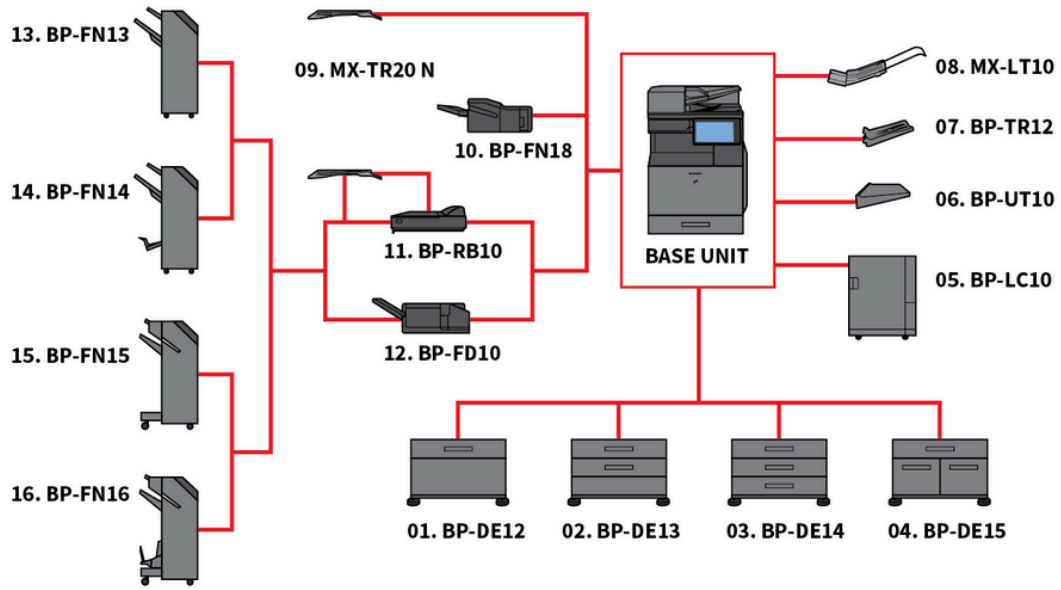 13. BP-FN13
09. MX-TR20 N
08. MX-LT10
07. BP-TR12
10. BP-FN18
14. BP-FN14
06. BP-UT10
11. BP-RB10
BASE UNIT
05. BP-LC10
15. BP-FN15
12. BP-FD10
16. BP-FN16
01. BP-DE12
02. BP-DE13
03. BP-DE14
04. BP-DE15